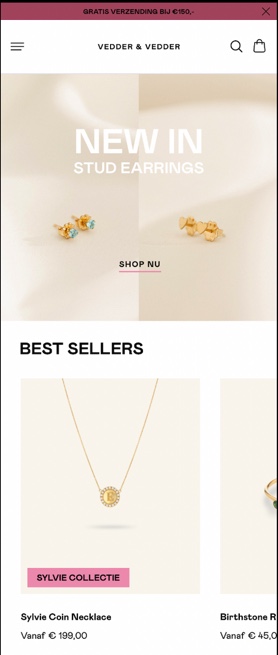 GRATIS VERZENDING BIJ €150,-
VEDDER & VEDDER
NEW IN
STUD EARRINGS
SHOP NU
BEST SELLERS
SYLVIE COLLECTIE
Sylvie Coin Necklace
Birthstone R
Vanaf € 199,00
Vanaf € 45,0